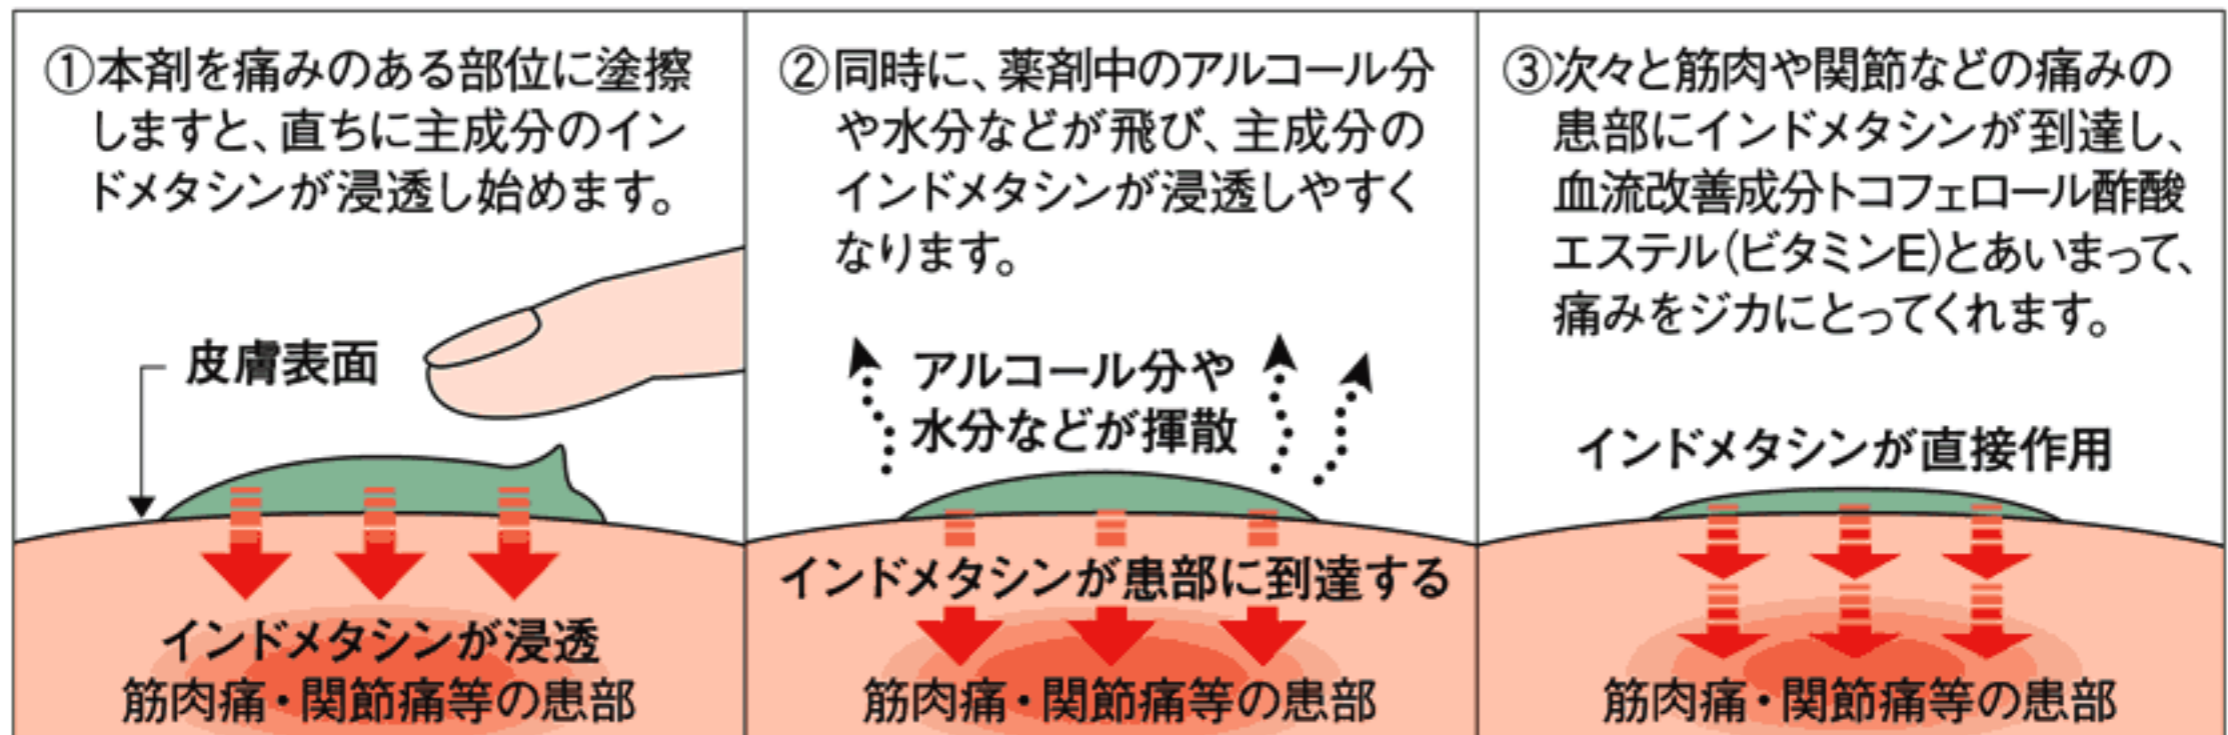 ①本剤を痛みのある部位に塗擦
しますと、直ちに主成分のイン
ドメタシンが浸透し始めます。
皮膚表面
インドメタシンが浸透
筋肉痛・関節痛等の患部
②同時に、薬剤中のアルコール分
や水分などが飛び、主成分の
インドメタシンが浸透しやすく
なります。
アルコール分や
水分などが揮散
インドメタシンが患部に到達する
筋肉痛・関節痛等の患部
③次々と筋肉や関節などの痛みの
患部にインドメタシンが到達し、
血流改善成分トコフェロール酢酸
エステル(ビタミンE)とあいまって、
痛みをジカにとってくれます。
インドメタシンが直接作用
筋肉痛・関節痛等の患部